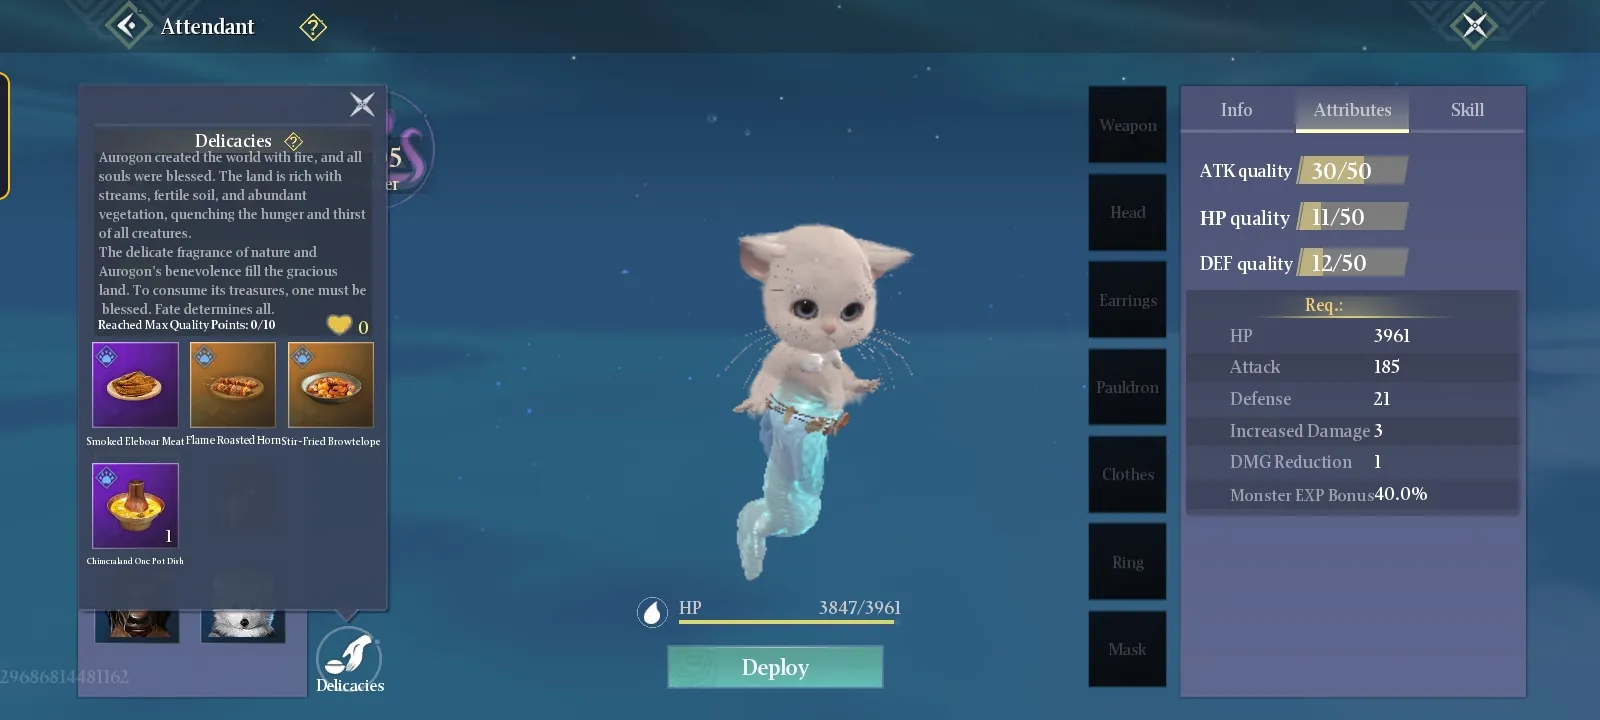 Attendant
?
Delicacies ?
Aurogon created the world with fire, and all
souls were blessed. The land is rich with
streams, fertile soil, and abundant
vegetation, quenching the hunger and thirst
of all creatures.
The delicate fragrance of nature and
Aurogon's benevolence fill the gracious
land. To consume its treasures, one must be
blessed. Fate determines all.
Reached Max Quality Points: 0/10
0
Smoked Eleboar Meat
Flame Roasted Horn
Stir-Fried Browtelope
1
Chimeraland One Pot Dish
Delicacies
29686814481162
HP 3847/3961
Deploy
Weapon
Head
Earrings
Pauldron
Clothes
Ring
Mask
Info Attributes Skill
ATK quality 30/50
HP quality 11/50
DEF quality 12/50
Req.:
HP 3961
Attack 185
Defense 21
Increased Damage 3
DMG Reduction 1
Monster EXP Bonus 40.0%